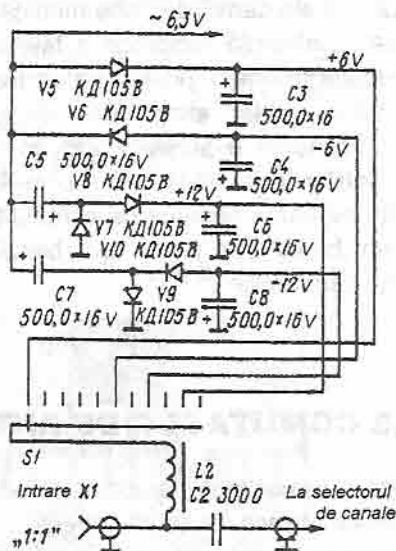 ~6,3V
+6V
V5 КД105В
V6 КД105В
C3
500,0×16
-6V
C5 500,0×16V
C4
500,0×16V
V8 КД105В
+12V
V7 КД105В
V10 КД105В
C6
500,0×16V
C7
500,0×16V
V9
КД105В
C8
500,0×16V
-12V
S1
L2
Intrare X1
C2 3000
La selectorul
de canale
„1:1"